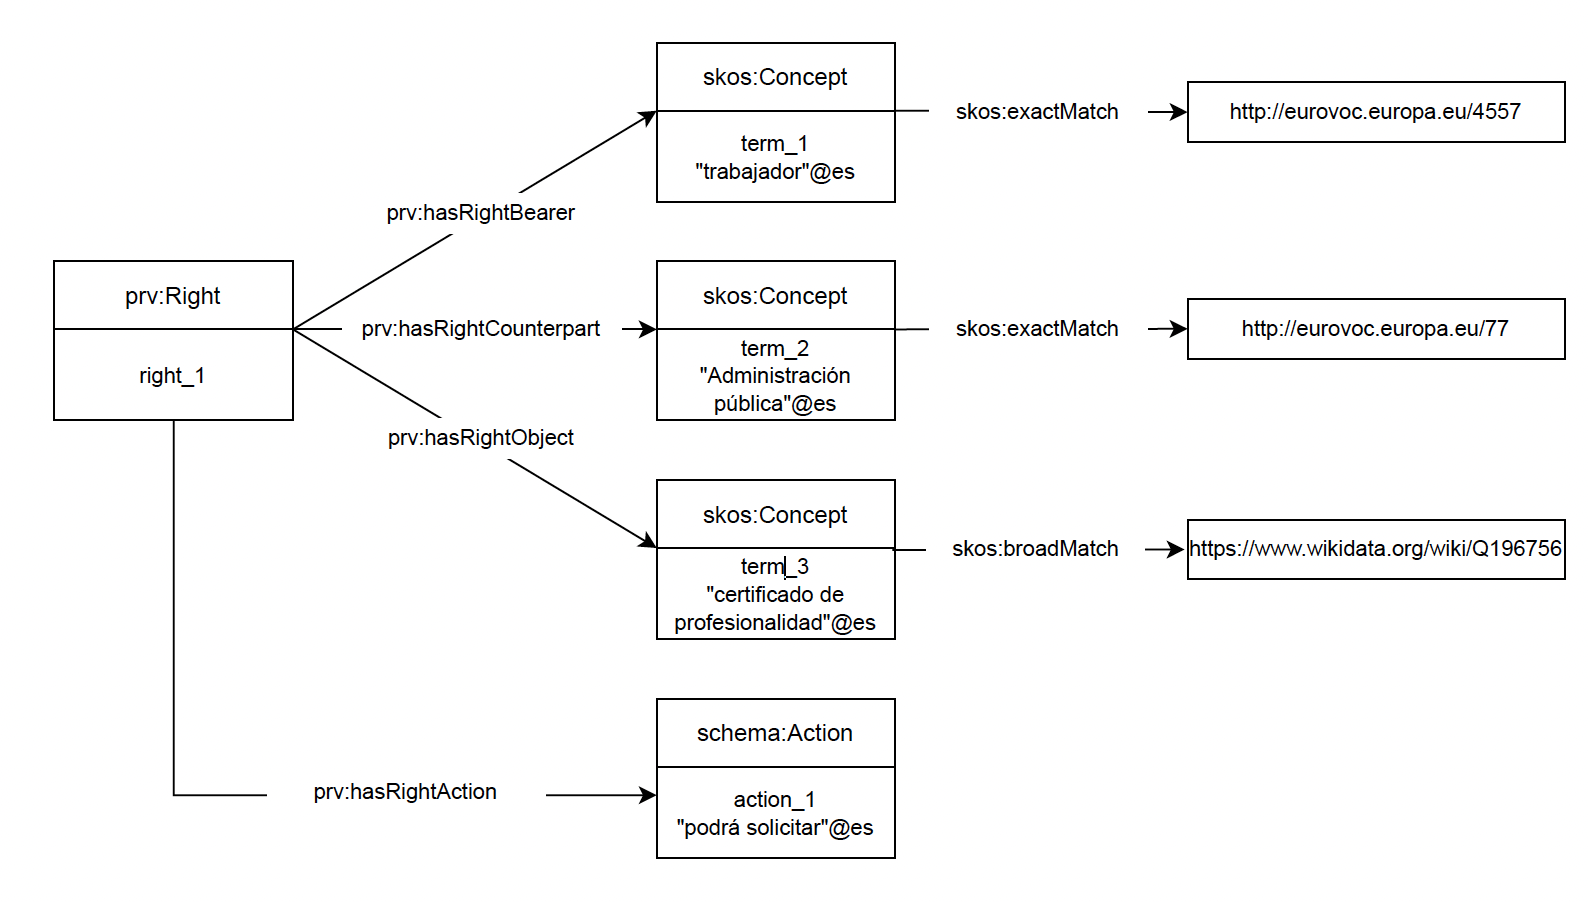 skos:Concept
term_1
"trabajador"@es
skos:exactMatch
http://eurovoc.europa.eu/4557
prv:hasRightBearer
prv:Right
right_1
prv:hasRightCounterpart
skos:Concept
term_2
"Administración
pública"@es
skos:exactMatch
http://eurovoc.europa.eu/77
prv:hasRightObject
skos:Concept
term_3
"certificado de
profesionalidad"@es
skos:broadMatch
https://www.wikidata.org/wiki/Q196756
prv:hasRightAction
schema:Action
action_1
"podrá solicitar"@es